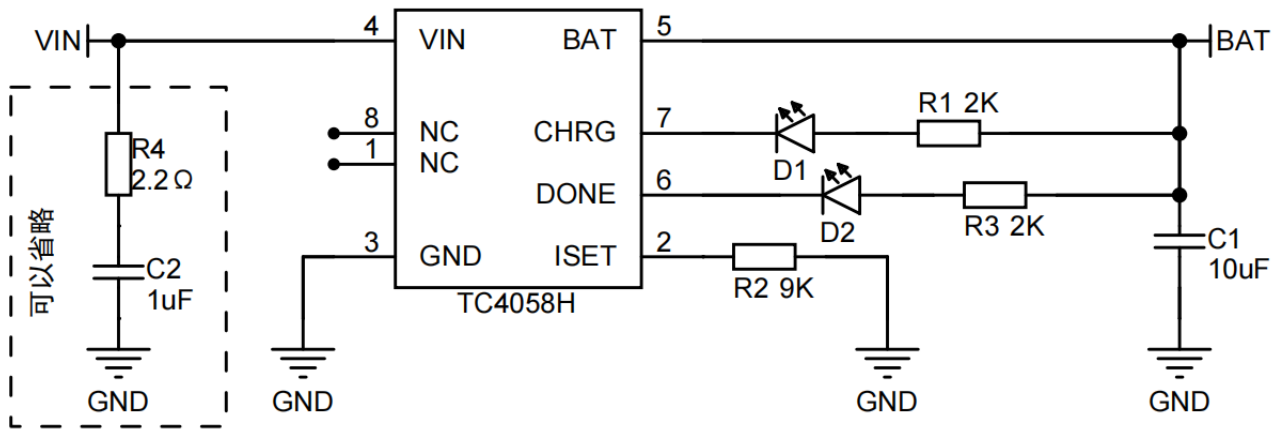 VIN
4
VIN
BAT
5
BAT
8
NC
CHRG
7
R1 2K
D1
1
NC
R4
2.2Ω
DONE
6
D2
R3 2K
可以省略
3
GND
ISET
2
R2 9K
C1
10uF
C2
1uF
TC4058H
GND
GND
GND
GND